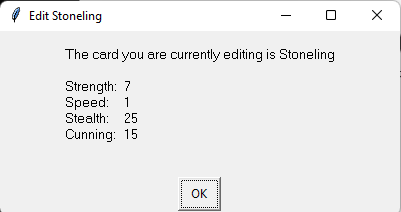 Edit Stoneling
The card you are currently editing is Stoneling
Strength: 7
Speed: 1
Stealth: 25
Cunning: 15
OK